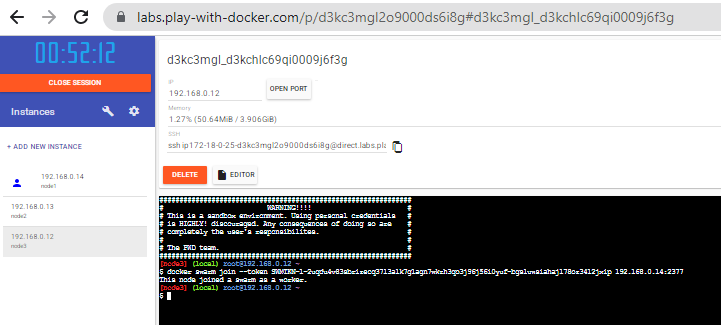 labs.play-with-docker.com/p/d3kc3mgl2o9000ds6i8g#d3kc3mgl_d3kchlc69qi0009j6f3g
00:52:12
CLOSE SESSION
Instances
+ ADD NEW INSTANCE
192.168.0.14
node1
192.168.0.13
node2
192.168.0.12
node3
d3kc3mgl_d3kchlc69qi0009j6f3g
IP
192.168.0.12
OPEN PORT
Memory
1.27% (50.64MiB / 3.906GiB)
SSH
ssh ip172-18-0-25-d3kc3mgl2o9000ds6i8g@direct.labs.pla
DELETE
EDITOR
###############################################################
# WARNING!!!! #
# This is a sandbox environment. Using personal credentials #
# is HIGHLY! discouraged. Any consequences of doing so are #
# completely the user's responsibilites. #
# #
# The PWD team. #
###############################################################
[node3] (local) root@192.168.0.12 ~
$ docker swarm join --token 192.168.0.14:2377
This node joined a swarm as a worker.
[node3] (local) root@192.168.0.12 ~
$